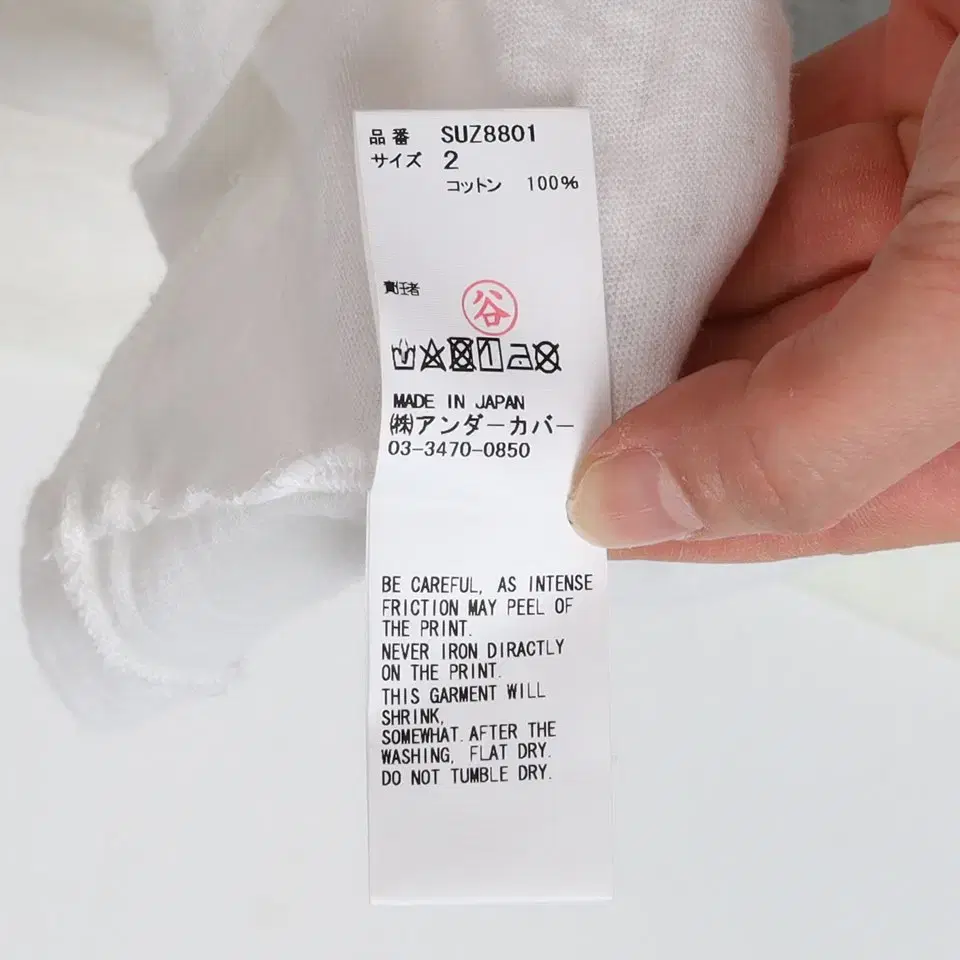 品番 SUZ8801
サイズ 2
コットン 100%
責任者
谷
MADE IN JAPAN
㈱アンダーカバー
03-3470-0850
BE CAREFUL, AS INTENSE
FRICTION MAY PEEL OF
THE PRINT.
NEVER IRON DIRACTLY
ON THE PRINT.
THIS GARMENT WILL
SHRINK,
SOMEWHAT. AFTER THE
WASHING, FLAT DRY.
DO NOT TUMBLE DRY.